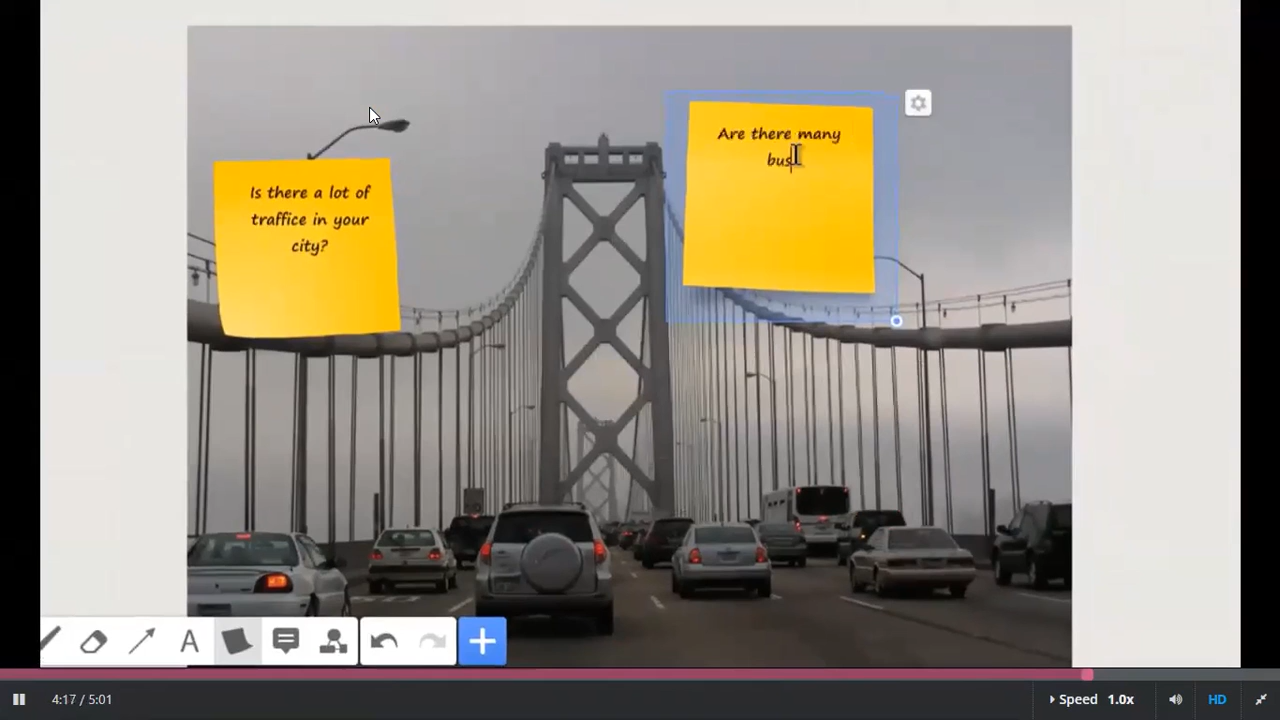 Is there a lot of
traffice in your
city?
Are there many
bus
A
4:17 / 5:01
Speed 1.0x
HD